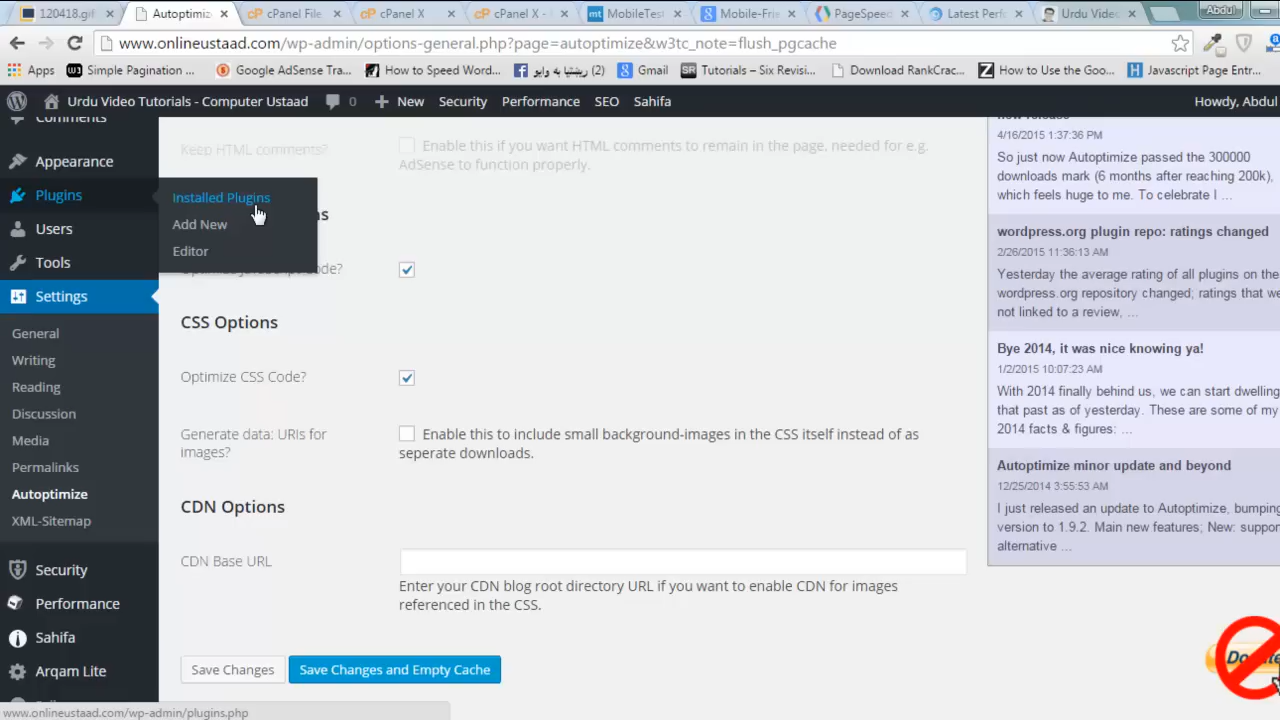 120418.gif
Autoptimiz
cPanel File
cPanel X
cPanel X -
MobileTes
Mobile-Fri
PageSpeed
Latest Perf
Urdu Video
Abdul
www.onlineustaad.com/wp-admin/options-general.php?page=autoptimize&w3tc_note=flush_pgcache
Apps
Simple Pagination ...
Google AdSense Tra...
How to Speed Wor...
(2) ریشتیا په وایو
Gmail
Tutorials – Six Revisi...
Download RankCrac...
How to Use the Goo...
Javascript Page Entr...
Urdu Video Tutorials - Computer Ustaad
0
New
Security
Performance
SEO
Sahifa
Howdy, Abdul
Comments
Appearance
Plugins
Users
Tools
Settings
General
Writing
Reading
Discussion
Media
Permalinks
Autoptimize
XML-Sitemap
Security
Performance
Sahifa
Arqam Lite
Installed Plugins
Add New
Editor
Keep HTML comments?
Enable this if you want HTML comments to remain in the page, needed for e.g.
AdSense to function properly.
CSS Options
Optimize CSS Code?
Generate data: URIs for
images?
Enable this to include small background-images in the CSS itself instead of as
seperate downloads.
CDN Options
CDN Base URL
Enter your CDN blog root directory URL if you want to enable CDN for images
referenced in the CSS.
Save Changes
Save Changes and Empty Cache
new release
4/16/2015 1:37:36 PM
So just now Autoptimize passed the 300000
downloads mark (6 months after reaching 200k),
which feels huge to me. To celebrate I ...
wordpress.org plugin repo: ratings changed
2/26/2015 11:36:13 AM
Yesterday the average rating of all plugins on the
wordpress.org repository changed; ratings that we
not linked to a review, ...
Bye 2014, it was nice knowing ya!
1/2/2015 10:07:23 AM
With 2014 finally behind us, we can start dwelling
that past as of yesterday. These are some of my
2014 facts & figures: ...
Autoptimize minor update and beyond
12/25/2014 3:55:53 AM
I just released an update to Autoptimize, bumping
version to 1.9.2. Main new features; New: suppor
alternative ...
www.onlineustaad.com/wp-admin/plugins.php